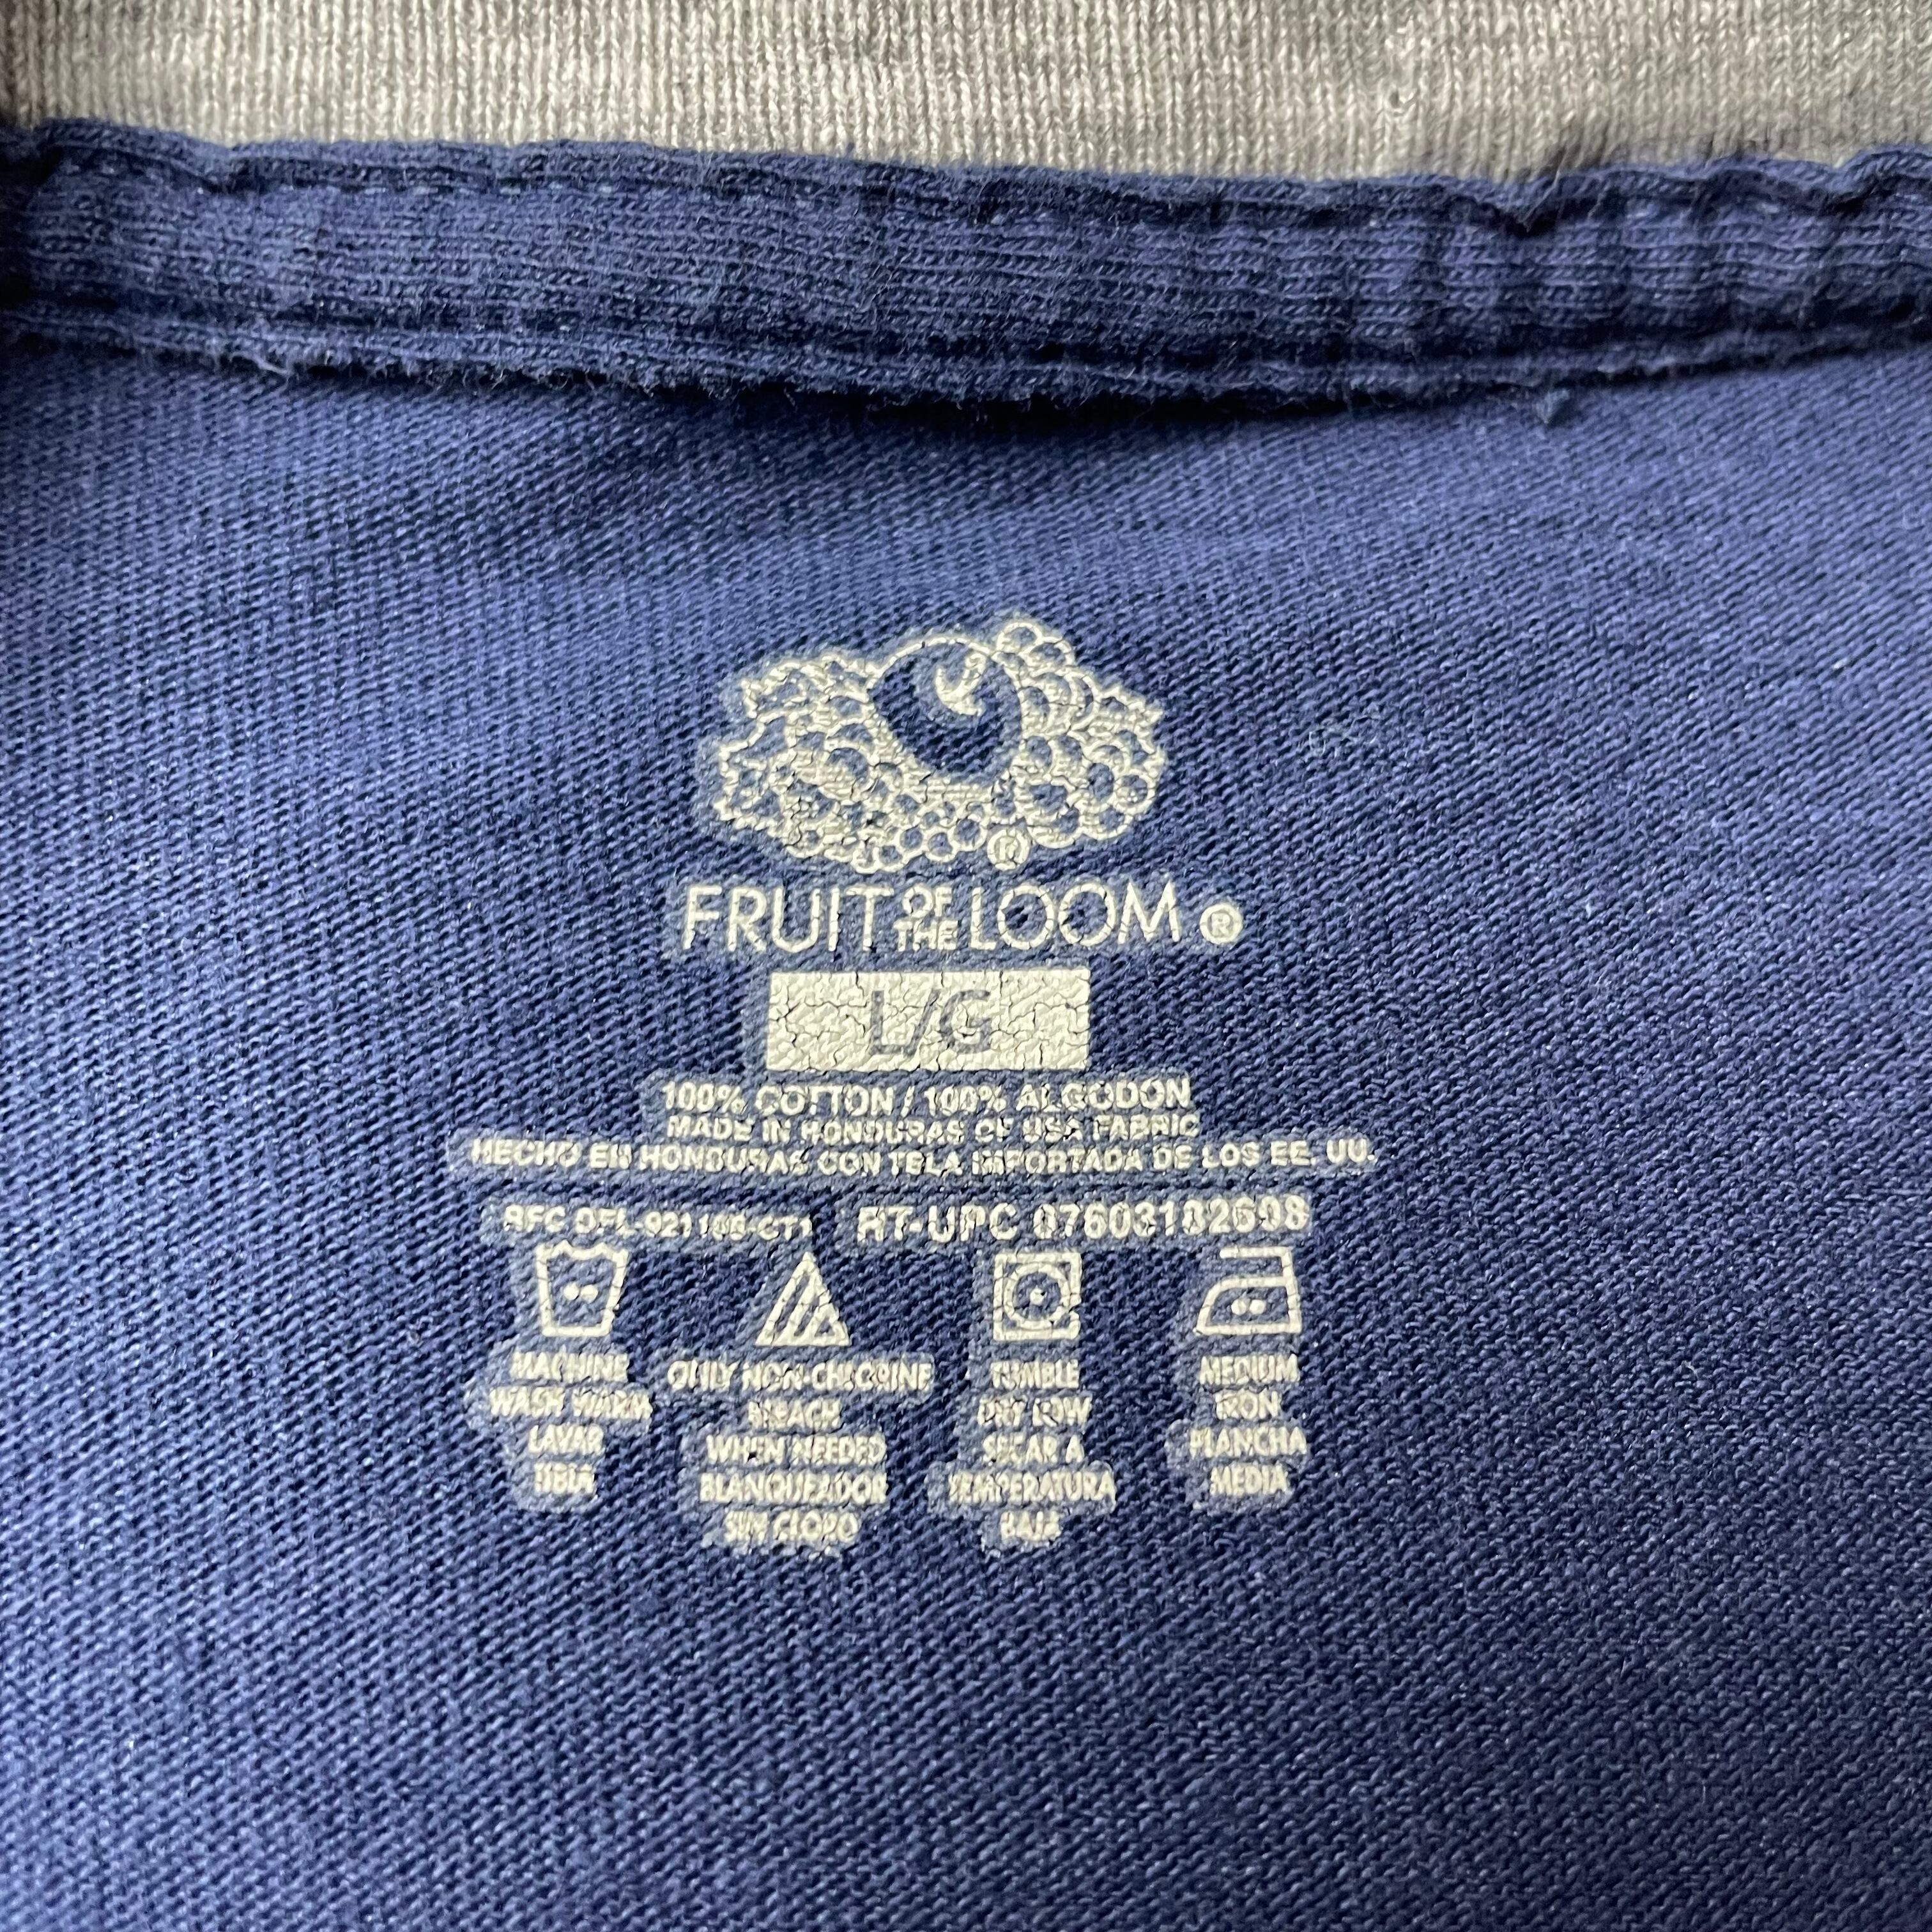 FRUIT OF THE LOOM ®
L/G
100% COTTON / 100% ALGODON
MADE IN HONDURAS OF USA FABRIC
HECHO EN HONDURAS CON TELA IMPORTADA DE LOS EE. UU.
RFC DFL- RT-UPC
MACHINE WASH WARM
LAVAR TIBIA
ONLY NON-CHLORINE BLEACH WHEN NEEDED
BLANQUEADOR SIN CLORO
TUMBLE DRY LOW
SECAR A TEMPERATURA BAJA
MEDIUM IRON
PLANCHA MEDIA